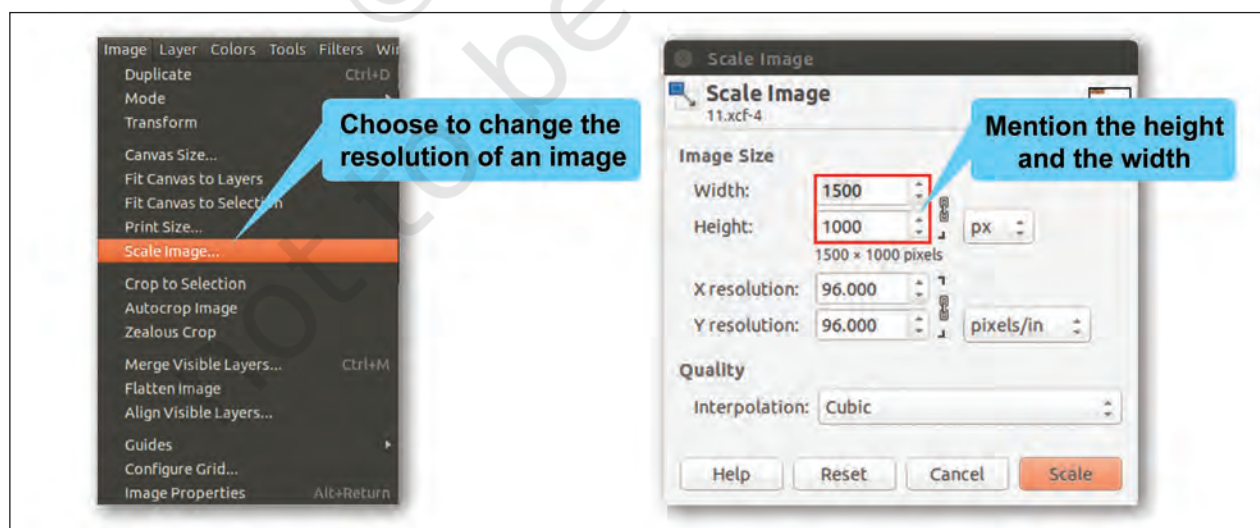 Image Layer Colors Tools Filters Wi
Duplicate Ctrl+D
Mode
Transform
Canvas Size...
Fit Canvas to Layers
Fit Canvas to Selection
Print Size...
Scale Image...
Crop to Selection
Autocrop Image
Zealous Crop
Merge Visible Layers... Ctrl+M
Flatten Image
Align Visible Layers...
Guides
Configure Grid...
Image Properties Alt+Return
Choose to change the
resolution of an image
Scale Image
Scale Image
11.xcf-4
Mention the height
and the width
Image Size
Width: 1500
Height: 1000 px
1500 × 1000 pixels
X resolution: 96.000
Y resolution: 96.000 pixels/in
Quality
Interpolation: Cubic
Help Reset Cancel Scale
not to be